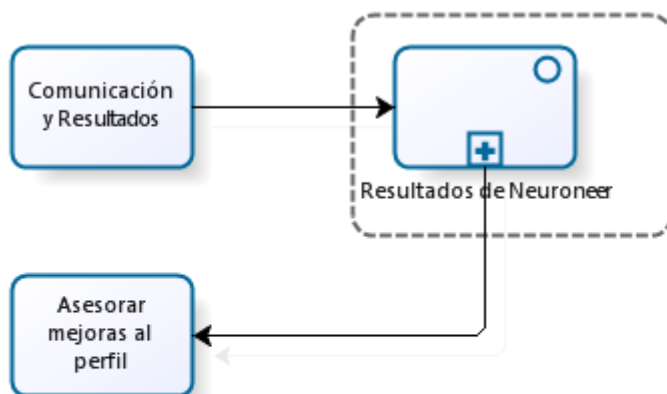 Comunicación
y Resultados
Resultados de Neuroneer
Asesorar
mejoras al
perfil